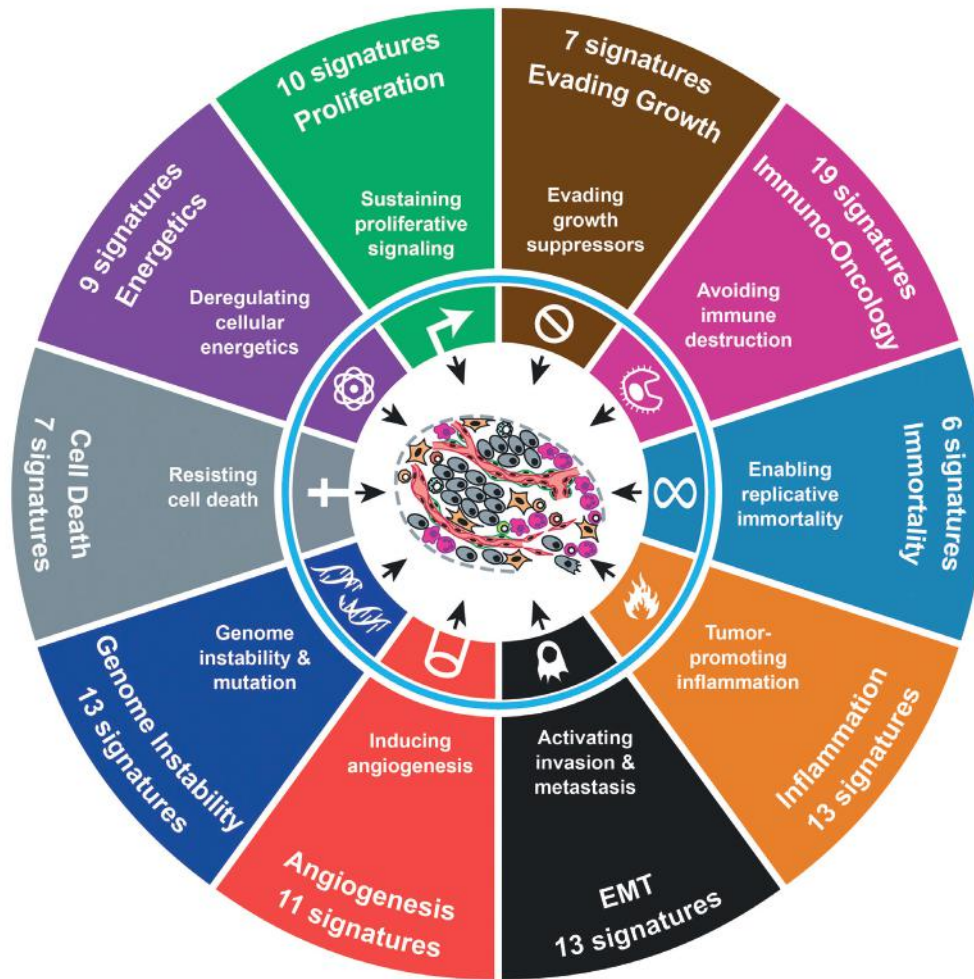 10 signatures
Proliferation
Sustaining
proliferative
signaling
7 signatures
Evading Growth
Evading
growth
suppressors
19 signatures
Immuno-Oncology
Avoiding
immune
destruction
6 signatures
Immortality
Enabling
replicative
immortality
Tumor-
promoting
inflammation
Inflammation
13 signatures
Activating
invasion &
metastasis
EMT
13 signatures
Inducing
angiogenesis
Angiogenesis
11 signatures
Genome
instability &
mutation
Genome Instability
13 signatures
Resisting
cell death
Cell Death
7 signatures
9 signatures
Energetics
Deregulating
cellular
energetics